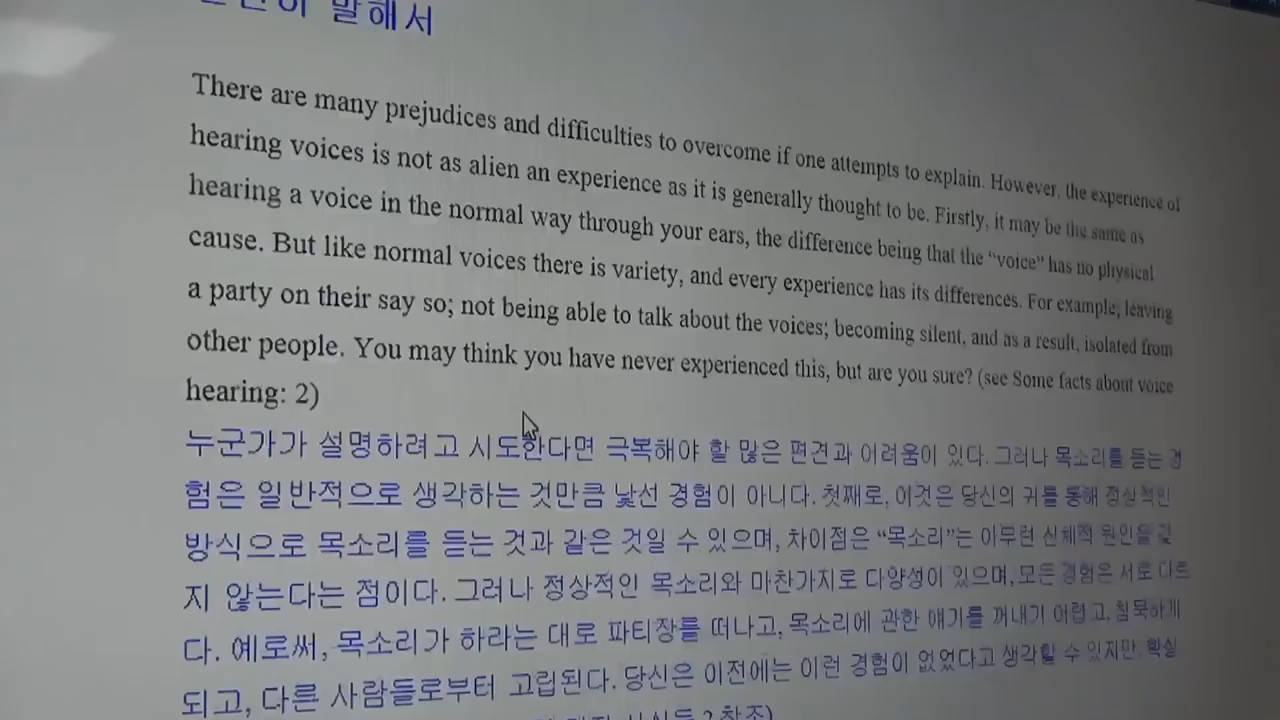 말해서
There are many prejudices and difficulties to overcome if one attempts to explain. However, the experience of
hearing voices is not as alien an experience as it is generally thought to be. Firstly, it may be the same as
hearing a voice in the normal way through your ears, the difference being that the “voice” has no physical
cause. But like normal voices there is variety, and every experience has its differences. For example; leaving
a party on their say so; not being able to talk about the voices; becoming silent, and as a result, isolated from
other people. You may think you have never experienced this, but are you sure? (see Some facts about voice
hearing: 2)
누군가가 설명하려고 시도한다면 극복해야 할 많은 편견과 어려움이 있다. 그러나 목소리를 듣는 경
험은 일반적으로 생각하는 것만큼 낯선 경험이 아니다. 첫째로, 이것은 당신의 귀를 통해 정상적인
방식으로 목소리를 듣는 것과 같은 것일 수 있으며, 차이점은 “목소리”는 아무런 신체적 원인을 갖
지 않는다는 점이다. 그러나 정상적인 목소리와 마찬가지로 다양성이 있으며, 모든 경험은 서로 다르
다. 예로써, 목소리가 하라는 대로 파티장을 떠나고, 목소리에 관한 얘기를 꺼내기 어렵고, 침묵하게
되고, 다른 사람들로부터 고립된다. 당신은 이전에는 이런 경험이 없었다고 생각할 수 있지만, 확실
2 참조)